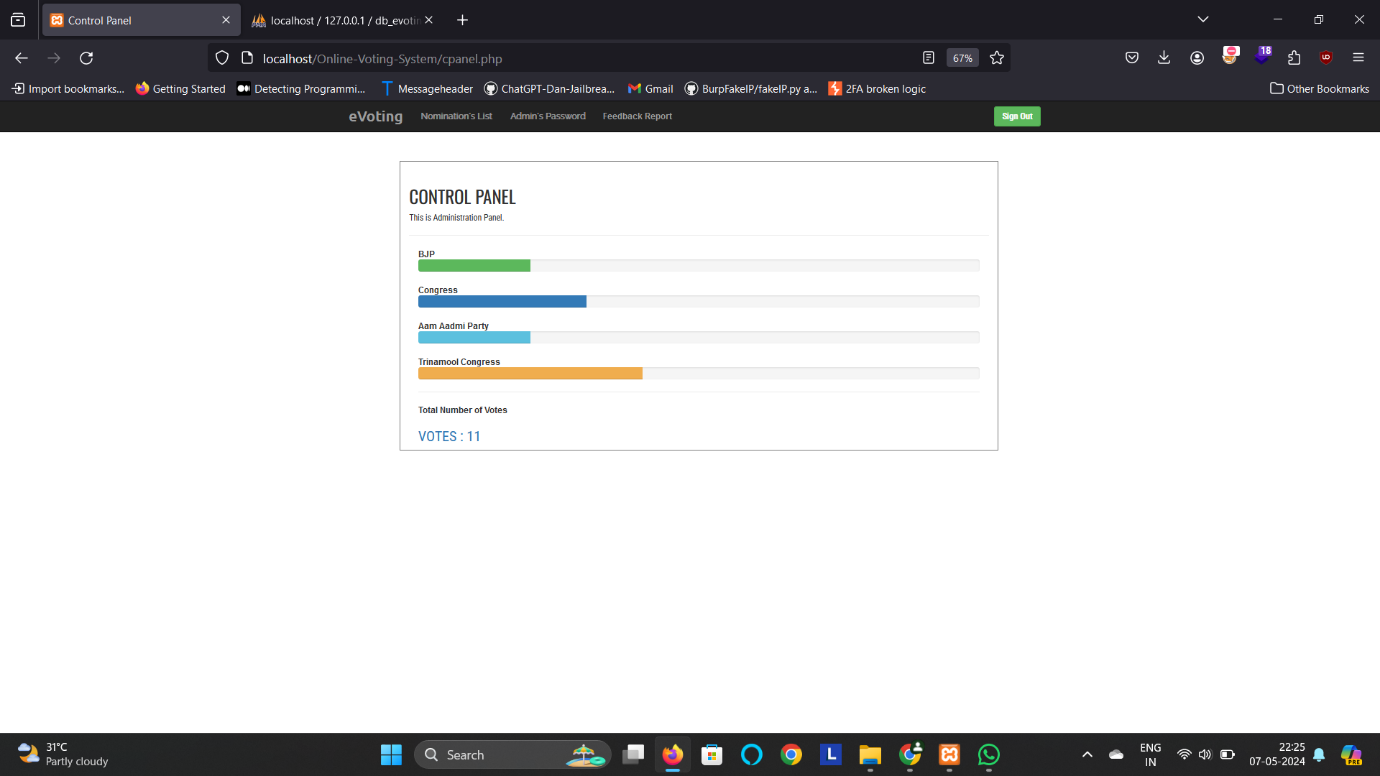 Control Panel
localhost / 127.0.0.1 / db_evotin
localhost/Online-Voting-System/cpanel.php
67%
18
Import bookmarks...
Getting Started
Detecting Programmi...
Messageheader
ChatGPT-Dan-Jailbrea...
Gmail
BurpFakeIP/fakeIP.py a...
2FA broken logic
Other Bookmarks
eVoting
Nomination's List
Admin's Password
Feedback Report
Sign Out
CONTROL PANEL
This is Administration Panel.
BJP
Congress
Aam Aadmi Party
Trinamool Congress
Total Number of Votes
VOTES : 11
31°C
Partly cloudy
Search
L
ENG
IN
22:25
07-05-2024
PRE